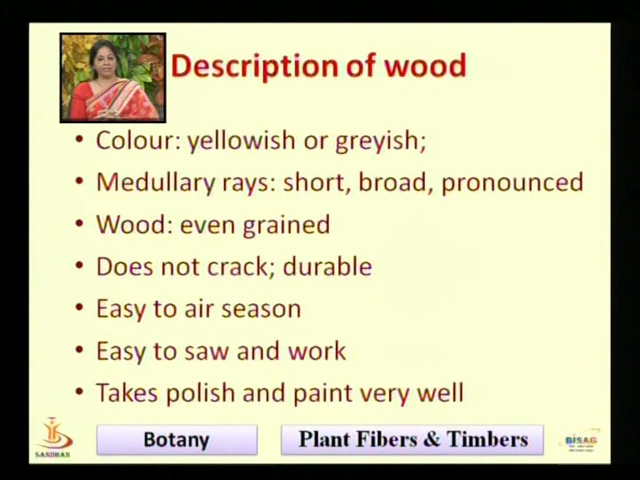 Description of wood
• Colour: yellowish or greyish;
• Medullary rays: short, broad, pronounced
• Wood: even grained
• Does not crack; durable
• Easy to air season
• Easy to saw and work
• Takes polish and paint very well
SANDHAN
Botany
Plant Fibers & Timbers
BISAG